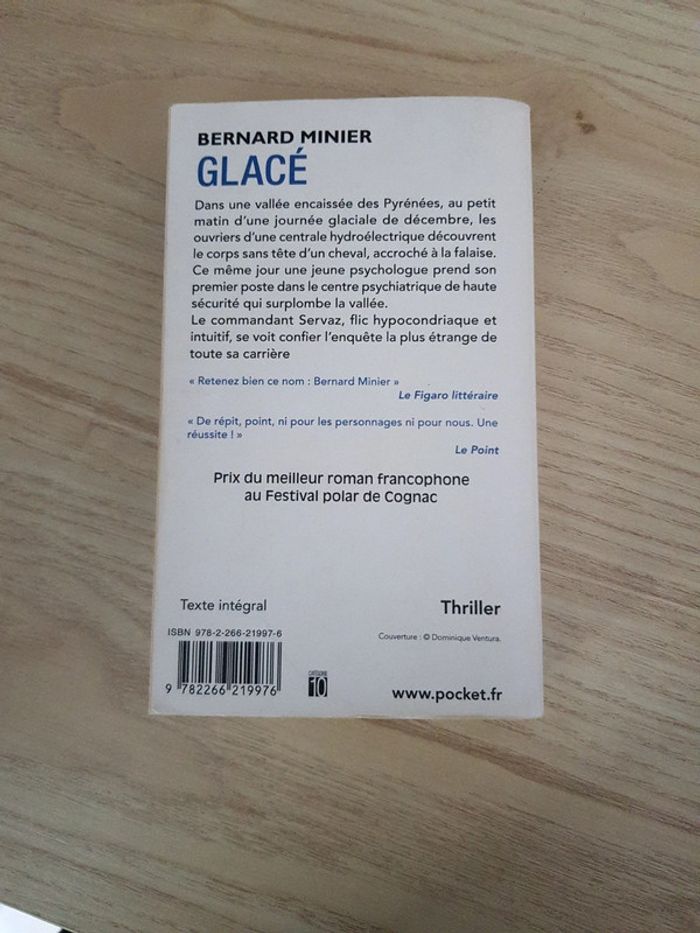 BERNARD MINIER
GLACÉ
Dans une vallée encaissée des Pyrénées, au petit
matin d'une journée glaciale de décembre, les
ouvriers d'une centrale hydroélectrique découvrent
le corps sans tête d'un cheval, accroché à la falaise.
Ce même jour une jeune psychologue prend son
premier poste dans le centre psychiatrique de haute
sécurité qui surplombe la vallée.
Le commandant Servaz, flic hypocondriaque et
intuitif, se voit confier l'enquête la plus étrange de
toute sa carrière
« Retenez bien ce nom : Bernard Minier »
Le Figaro littéraire
« De répit, point, ni pour les personnages ni pour nous. Une
réussite ! »
Le Point
Prix du meilleur roman francophone
au Festival polar de Cognac
Texte intégral
Thriller
ISBN 978-2-266-21997-6
Couverture : © Dominique Ventura.
9 782266 219976
CATÉGORIE
10
www.pocket.fr